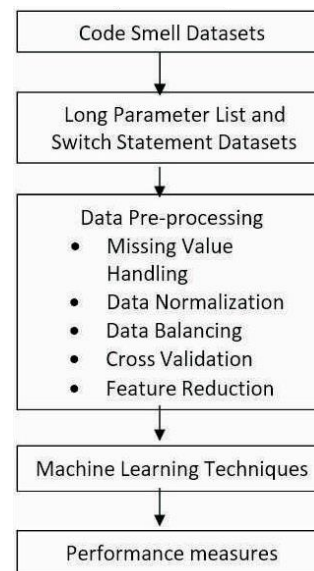 Code Smell Datasets
Long Parameter List and
Switch Statement Datasets
Data Pre-processing
• Missing Value
Handling
• Data Normalization
• Data Balancing
• Cross Validation
• Feature Reduction
Machine Learning Techniques
Performance measures